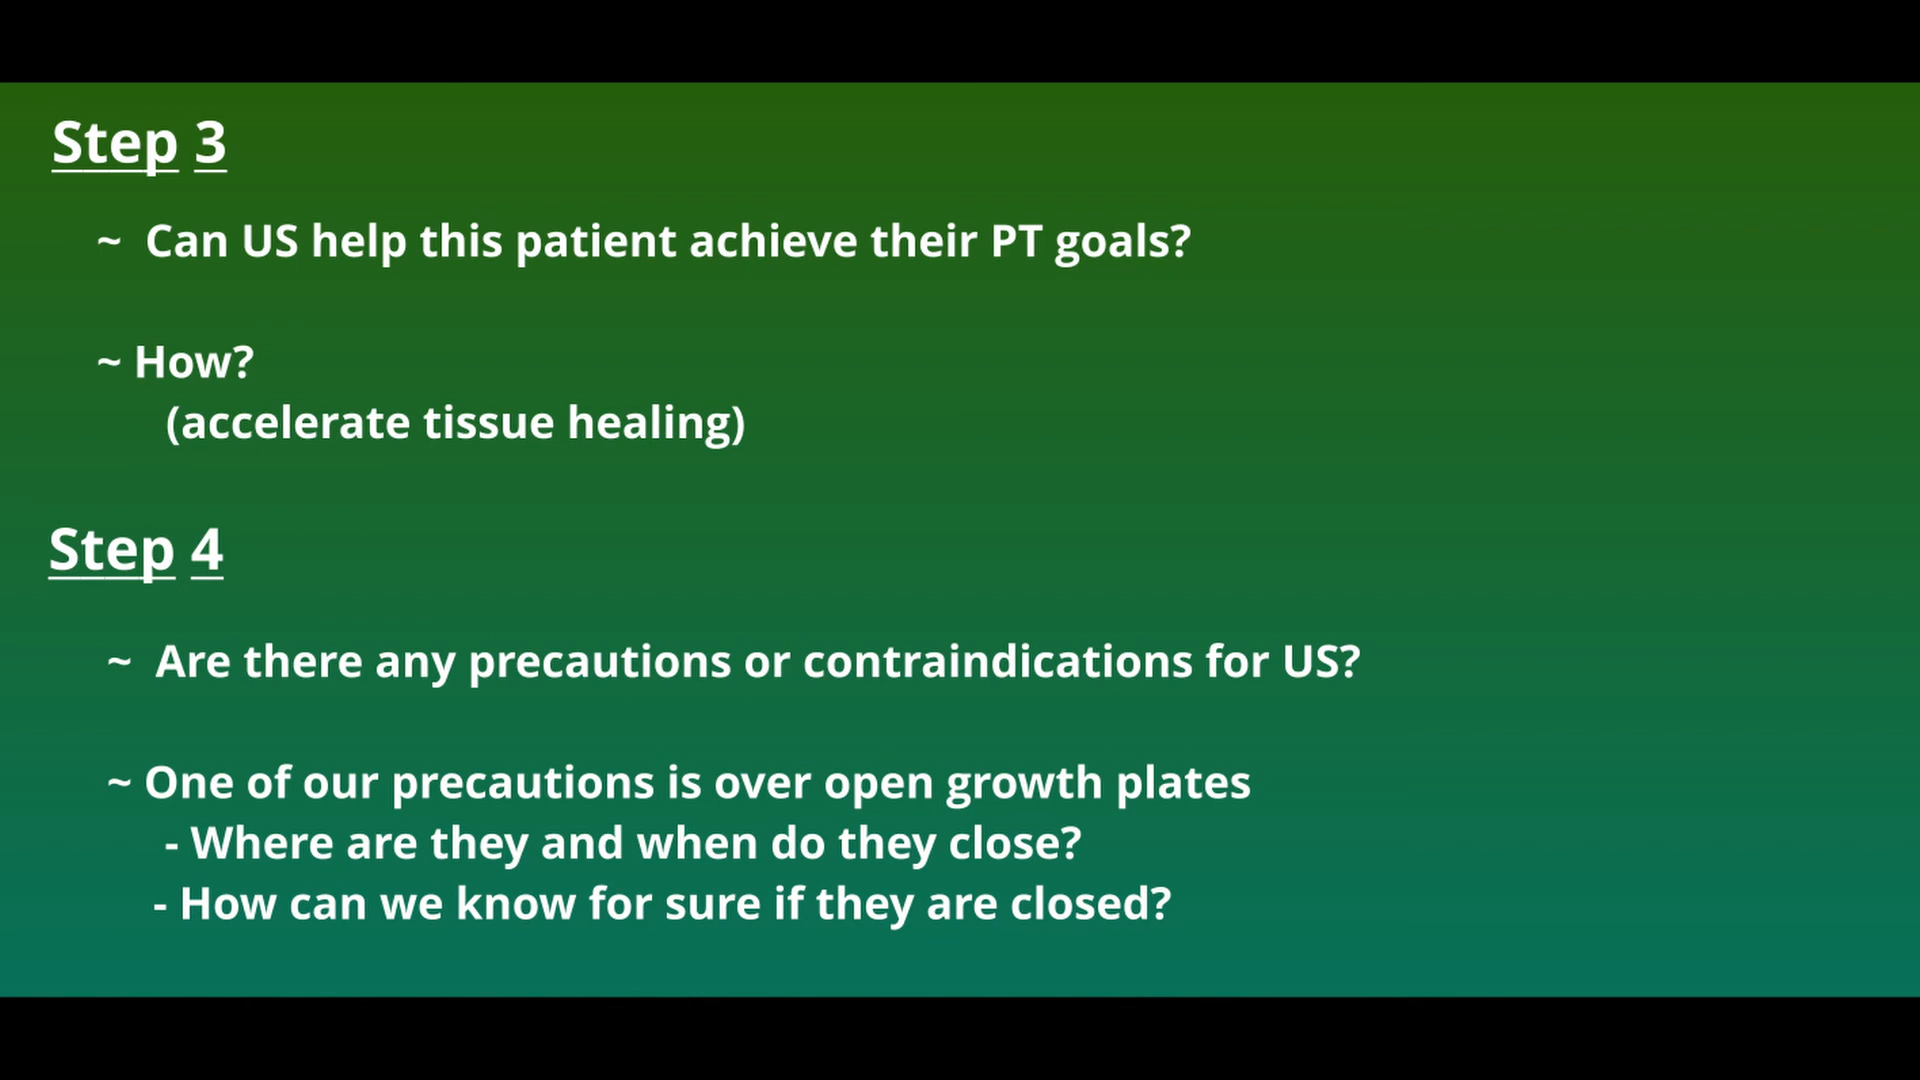 Step 3
~ Can US help this patient achieve their PT goals?
~ How?
(accelerate tissue healing)
Step 4
~ Are there any precautions or contraindications for US?
~ One of our precautions is over open growth plates
- Where are they and when do they close?
- How can we know for sure if they are closed?